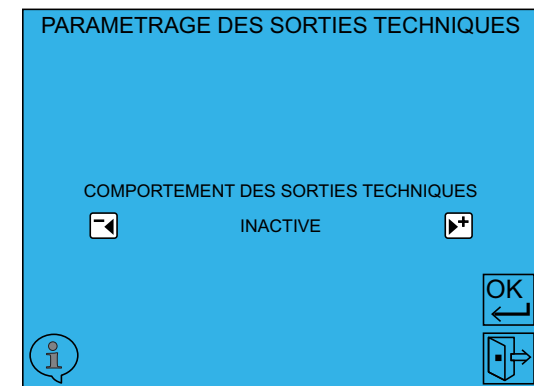 PARAMETRAGE DES SORTIES TECHNIQUES
COMPORTEMENT DES SORTIES TECHNIQUES
- INACTIVE +
OK
i